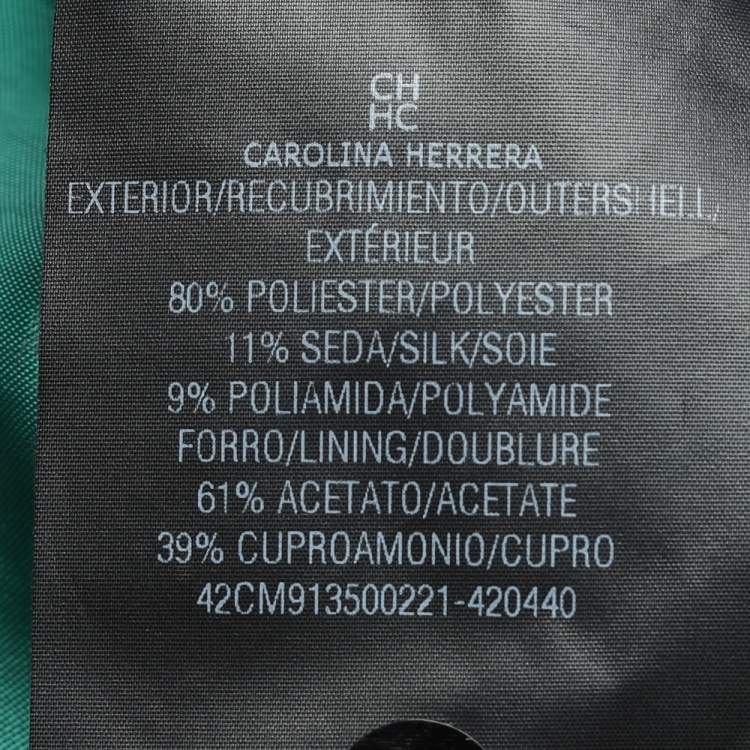 CH
HC
CAROLINA HERRERA
EXTERIOR/RECUBRIMIENTO/OUTERSHELL/
EXTÉRIEUR
80% POLIESTER/POLYESTER
11% SEDA/SILK/SOIE
9% POLIAMIDA/POLYAMIDE
FORRO/LINING/DOUBLURE
61% ACETATO/ACETATE
39% CUPROAMONIO/CUPRO
42CM913500221-420440